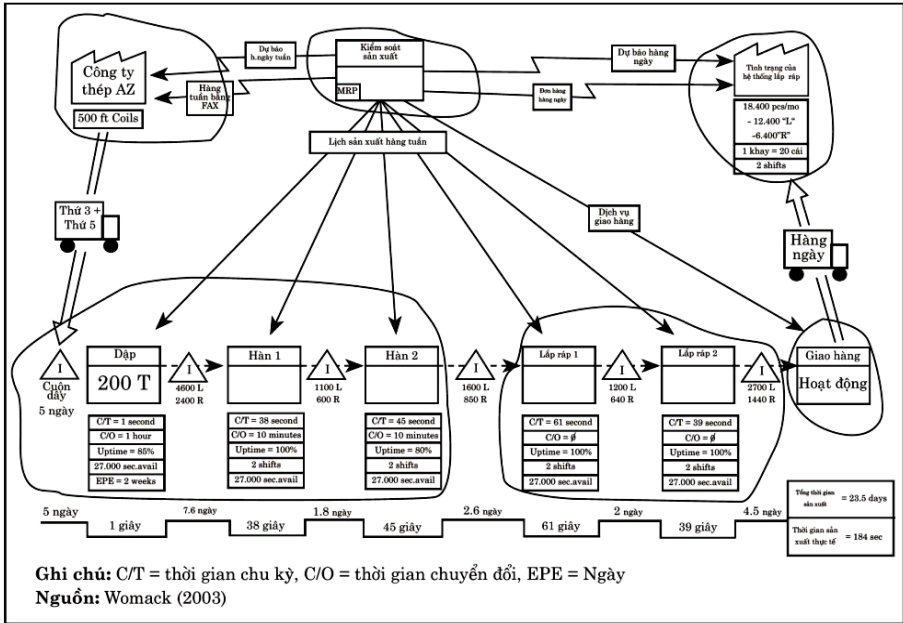 Công ty
thép AZ
500 ft Coils
Dự báo
h.ngày tuần
Hàng
tuần bằng
FAX
Kiểm soát
sản xuất
MRP
Dự báo hàng
ngày
Đơn hàng
hàng ngày
Tình trạng của
hệ thống lắp ráp
18.400 pcs/mo
- 12.400 "L"
-6.400"R"
1 khay = 20 cái
2 shifts
Lịch sản xuất hàng tuần
Thứ 3 +
Thứ 5
Dịch vụ
giao hàng
Hàng
ngày
I
Cuộn
dây
5 ngày
Dập
200 T
I
4600 L
2400 R
Hàn 1
I
1100 L
600 R
Hàn 2
I
1600 L
850 R
Lắp ráp 1
I
1200 L
640 R
Lắp ráp 2
I
2700 L
1440 R
Giao hàng
Hoạt động
C/T = 1 second
C/O = 1 hour
Uptime = 85%
27.000 sec.avail
EPE = 2 weeks
C/T = 38 second
C/O = 10 minutes
Uptime = 100%
2 shifts
27.000 sec.avail
C/T = 45 second
C/O = 10 minutes
Uptime = 80%
2 shifts
27.000 sec.avail
C/T = 61 second
C/O = ø
Uptime = 100%
2 shifts
27.000 sec.avail
C/T = 39 second
C/O = ø
Uptime = 100%
2 shifts
27.000 sec.avail
5 ngày
1 giây
7.6 ngày
38 giây
1.8 ngày
45 giây
2.6 ngày
61 giây
2 ngày
39 giây
4.5 ngày
Tổng thời gian
sản xuất = 23.5 days
Thời gian sản
xuất thực tế = 184 sec
Ghi chú: C/T = thời gian chu kỳ, C/O = thời gian chuyển đổi, EPE = Ngày
Nguồn: Womack (2003)